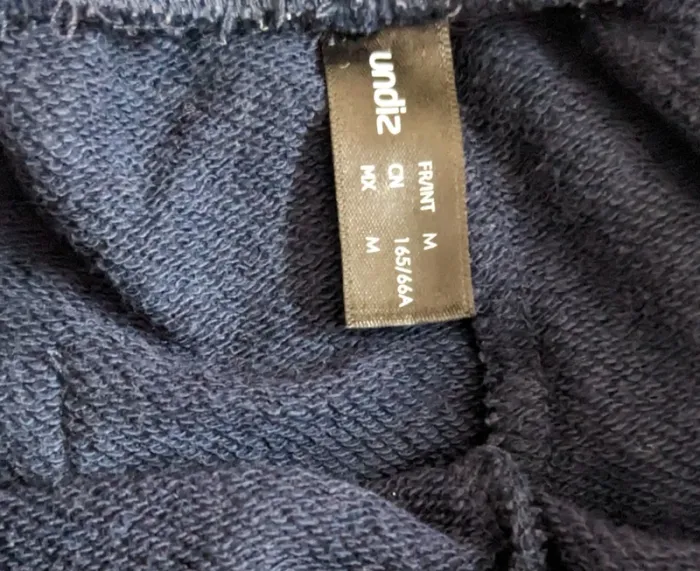 undiz
FR/INT M
CN 165/66A
MX M